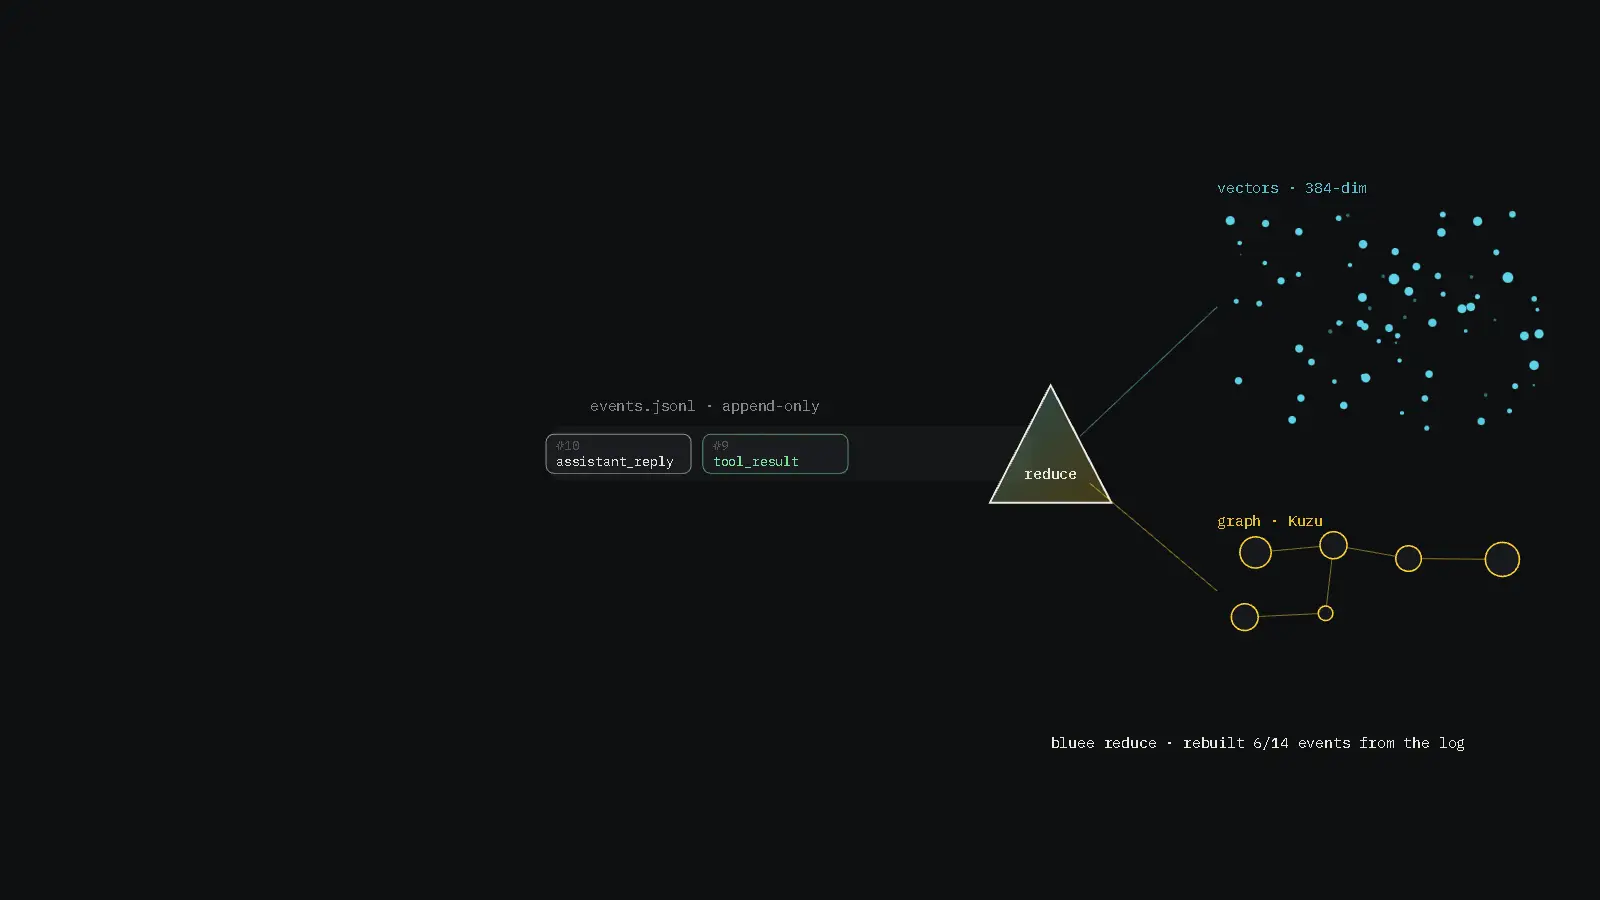 vectors · 384-dim
events.jsonl · append-only
#10
assistant_reply
#9
tool_result
reduce
graph · Kuzu
bluee reduce · rebuilt 6/14 events from the log